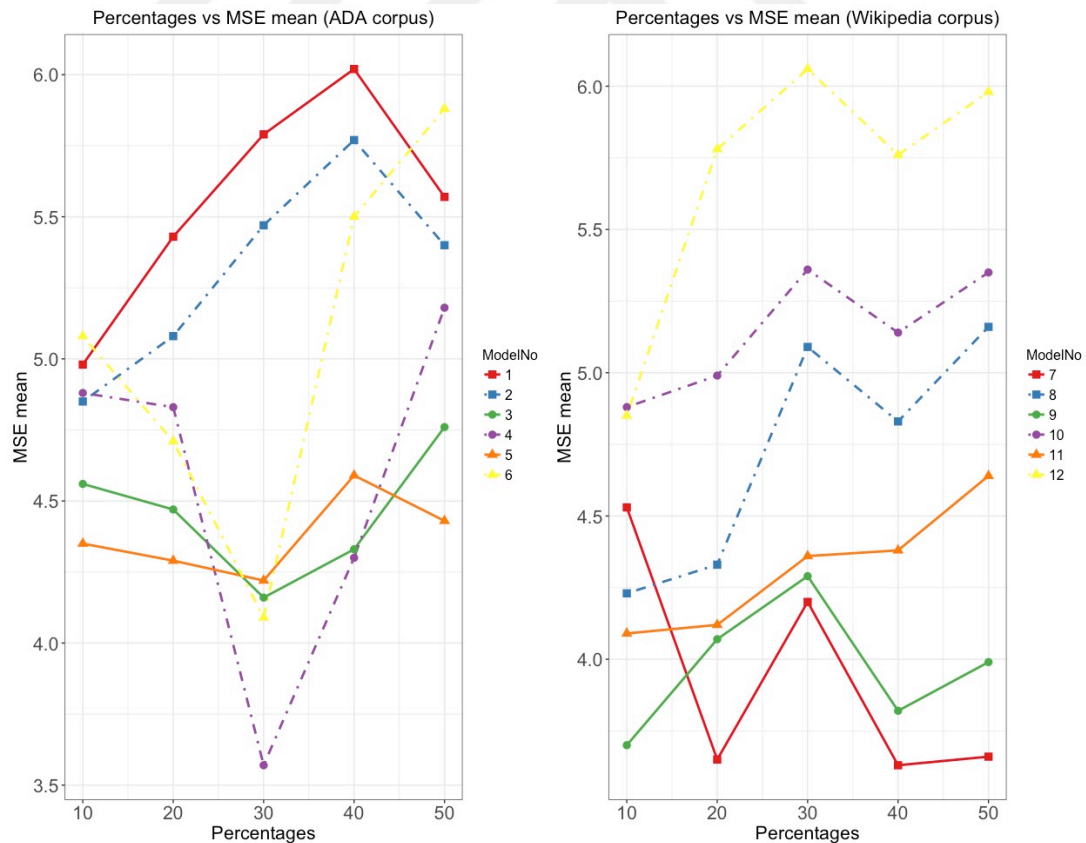 Percentages vs MSE mean (ADA corpus)
MSE mean
6.0
5.5
5.0
4.5
4.0
3.5
10 20 30 40 50
Percentages
ModelNo
1
2
3
4
5
6
Percentages vs MSE mean (Wikipedia corpus)
MSE mean
6.0
5.5
5.0
4.5
4.0
10 20 30 40 50
Percentages
ModelNo
7
8
9
10
11
12